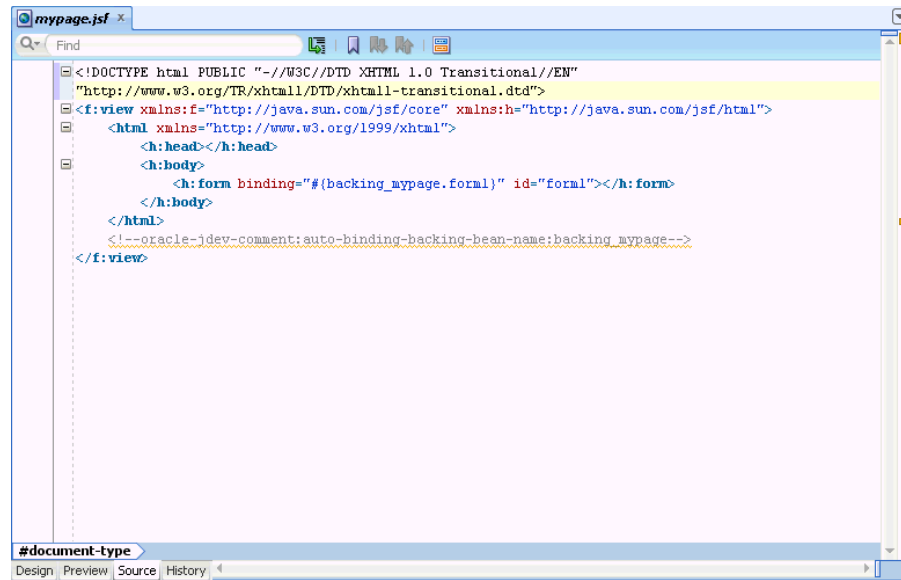 mypage.jsf
Find
<!DOCTYPE html PUBLIC "-//W3C//DTD XHTML 1.0 Transitional//EN"
"http://www.w3.org/TR/xhtml1/DTD/xhtml1-transitional.dtd">
<f:view xmlns:f="http://java.sun.com/jsf/core" xmlns:h="http://java.sun.com/jsf/html">
<html xmlns="http://www.w3.org/1999/xhtml">
<h:head></h:head>
<h:body>
<h:form binding="#{backing_mypage.form1}" id="form1"></h:form>
</h:body>
</html>
<!--oracle-jdev-comment:auto-binding-backing-bean-name:backing_mypage-->
</f:view>
#document-type
Design Preview Source History